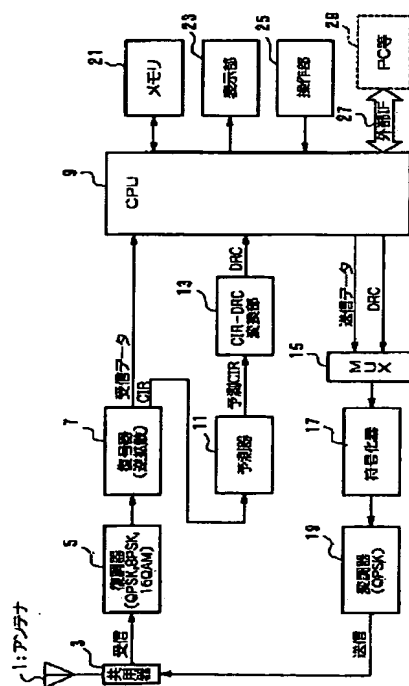 1：アンテナ
3
共用器
受信
送信
5
復調器
(QPSK,8PSK,
16QAM)
7
復号器
(逆拡散)
受信データ
CIR
11
予測器
予測CIR
13
CIR-DRC
変換部
DRC
9
CPU
21
メモリ
23
表示部
25
操作部
27
外部IF
28
PC等
送信データ
DRC
15
MUX
17
符号化器
19
変調器
(QPSK)